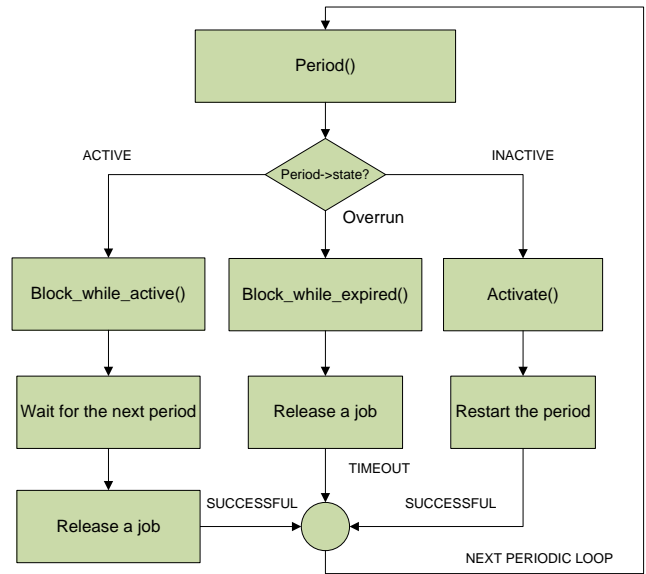 Period()
ACTIVE
INACTIVE
Period->state?
Overrun
Block_while_active()
Block_while_expired()
Activate()
Wait for the next period
Release a job
Restart the period
TIMEOUT
SUCCESSFUL
SUCCESSFUL
Release a job
NEXT PERIODIC LOOP